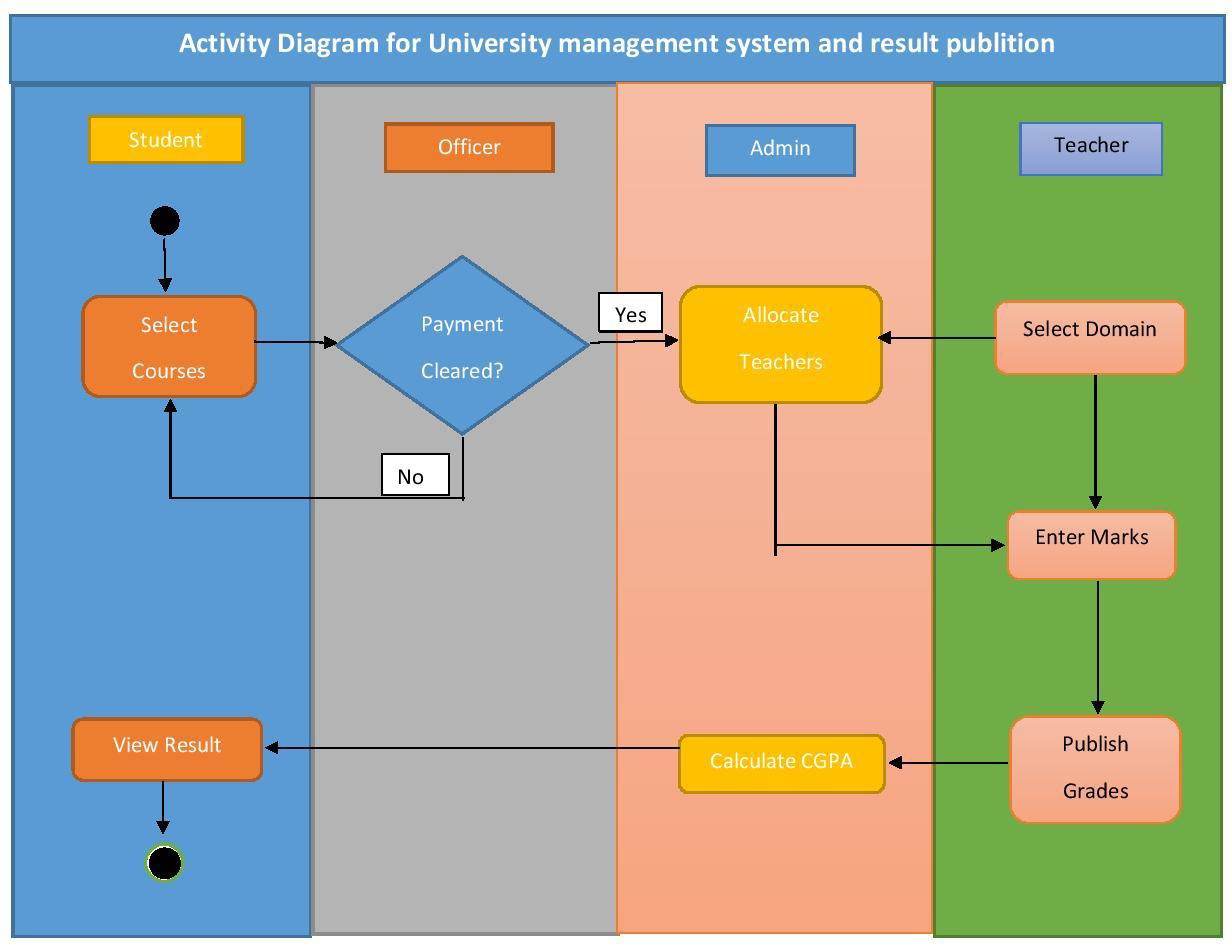 Activity Diagram for University management system and result publition
Student
Officer
Admin
Teacher
Select
Courses
Payment
Cleared?
Yes
Allocate
Teachers
Select Domain
No
Enter Marks
View Result
Calculate CGPA
Publish
Grades